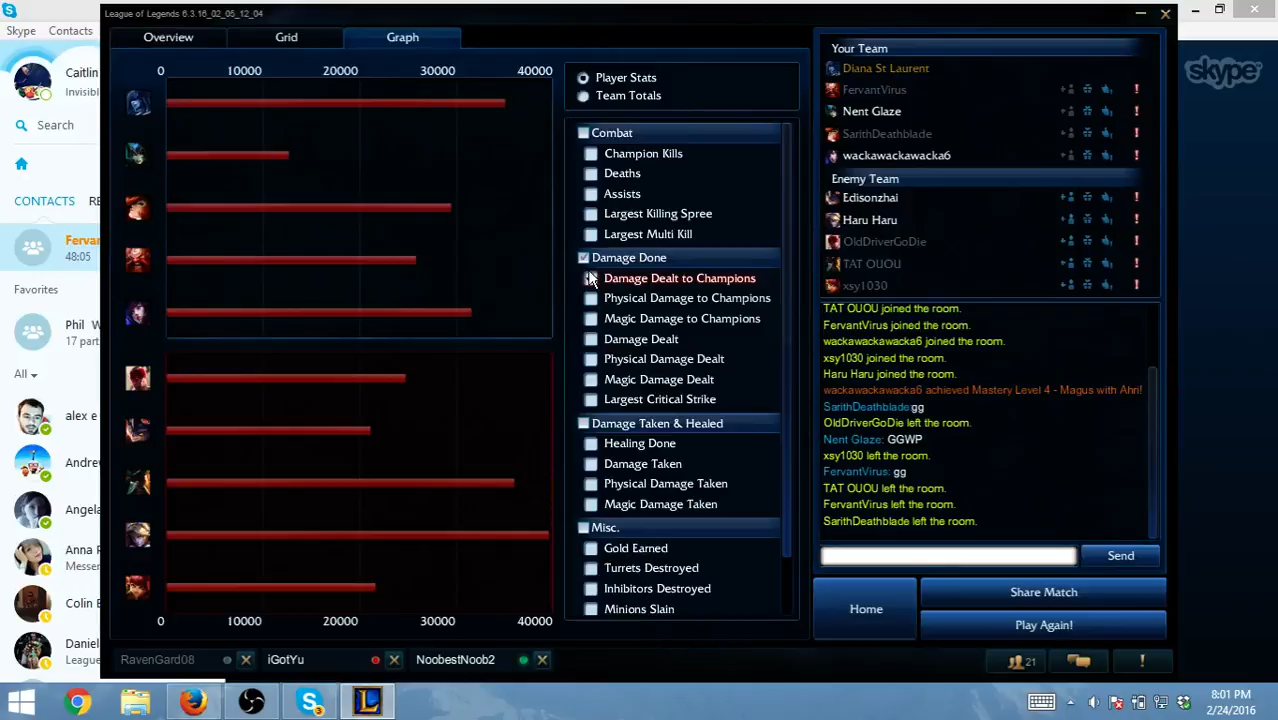 League of Legends 6.3.16_02_05_12_04
Skype Contacts
skype
Overview Grid Graph
0 10000 20000 30000 40000
Caitlin
Invisibl
Search
CONTACTS RE
Fervan
48:05
Favorites
Phil W
17 part
All
alex e
Andrew
Angela
Anna R
Messen
Colin B
Daniel
League
Player Stats
Team Totals
Combat
Champion Kills
Deaths
Assists
Largest Killing Spree
Largest Multi Kill
Damage Done
Damage Dealt to Champions
Physical Damage to Champions
Magic Damage to Champions
Damage Dealt
Physical Damage Dealt
Magic Damage Dealt
Largest Critical Strike
Damage Taken & Healed
Healing Done
Damage Taken
Physical Damage Taken
Magic Damage Taken
Misc.
Gold Earned
Turrets Destroyed
Inhibitors Destroyed
Minions Slain
0 10000 20000 30000 40000
Your Team
Diana St Laurent
FervantVirus
Nent Glaze
SarithDeathblade
wackawackawacka6
Enemy Team
Edisonzhai
Haru Haru
OldDriverGoDie
TAT OUOU
xsy1030
TAT OUOU joined the room.
FervantVirus joined the room.
wackawackawacka6 joined the room.
xsy1030 joined the room.
Haru Haru joined the room.
wackawackawacka6 achieved Mastery Level 4 - Magus with Ahri!
SarithDeathblade:gg
OldDriverGoDie left the room.
Nent Glaze: GGWP
xsy1030 left the room.
FervantVirus: gg
TAT OUOU left the room.
FervantVirus left the room.
SarithDeathblade left the room.
Send
Home
Share Match
Play Again!
RavenGard08 iGotYu NoobestNoob2
21
3
8:01 PM
2/24/2016